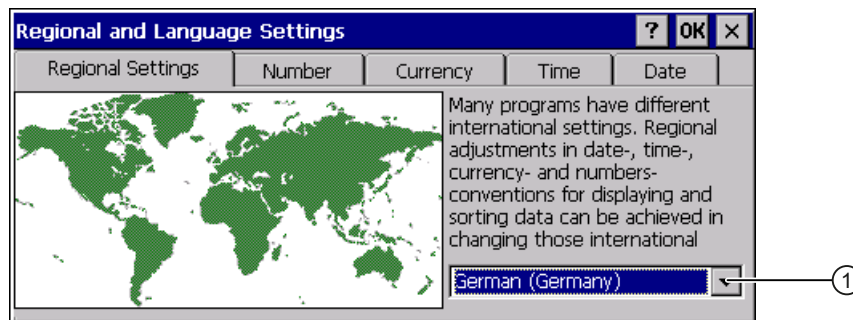 Regional and Language Settings ? OK ×
Regional Settings Number Currency Time Date
Many programs have different
international settings. Regional
adjustments in date-, time-,
currency- and numbers-
conventions for displaying and
sorting data can be achieved in
changing those international
German (Germany)
1